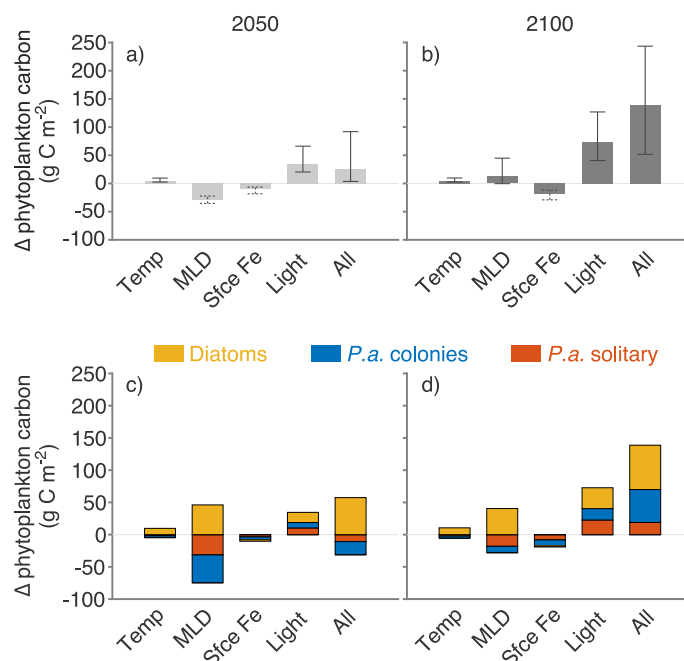 2050 2100
a) b)
Δ phytoplankton carbon
(g C m⁻²)
250
200
150
100
50
0
-50
-100
Temp MLD Sfce Fe Light All
Temp MLD Sfce Fe Light All
Diatoms P.a. colonies P.a. solitary
c) d)
Δ phytoplankton carbon
(g C m⁻²)
250
200
150
100
50
0
-50
-100
Temp MLD Sfce Fe Light All
Temp MLD Sfce Fe Light All